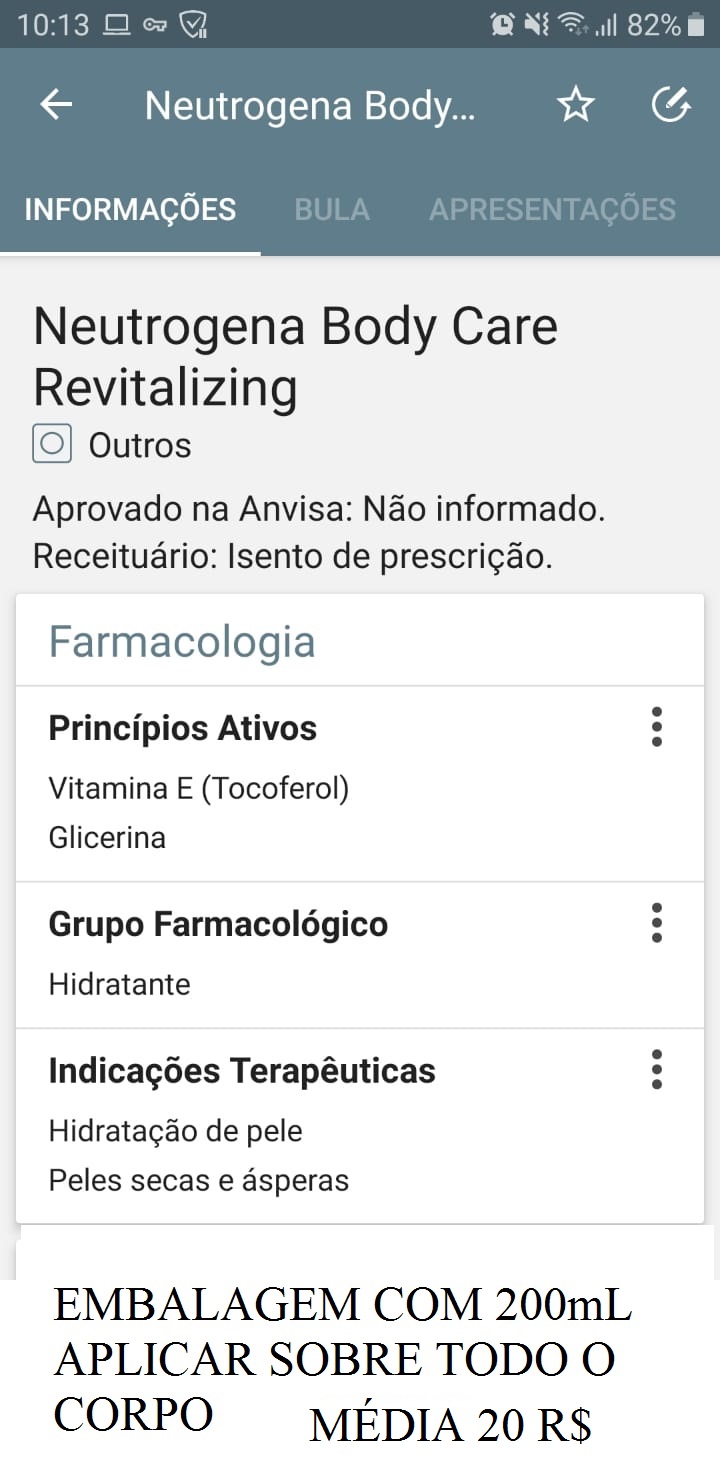 10:13 82%
Neutrogena Body...
INFORMAÇÕES BULA APRESENTAÇÕES
Neutrogena Body Care
Revitalizing
Outros
Aprovado na Anvisa: Não informado.
Receituário: Isento de prescrição.
Farmacologia
Princípios Ativos
Vitamina E (Tocoferol)
Glicerina
Grupo Farmacológico
Hidratante
Indicações Terapêuticas
Hidratação de pele
Peles secas e ásperas
EMBALAGEM COM 200mL
APLICAR SOBRE TODO O
CORPO MÉDIA 20 R$